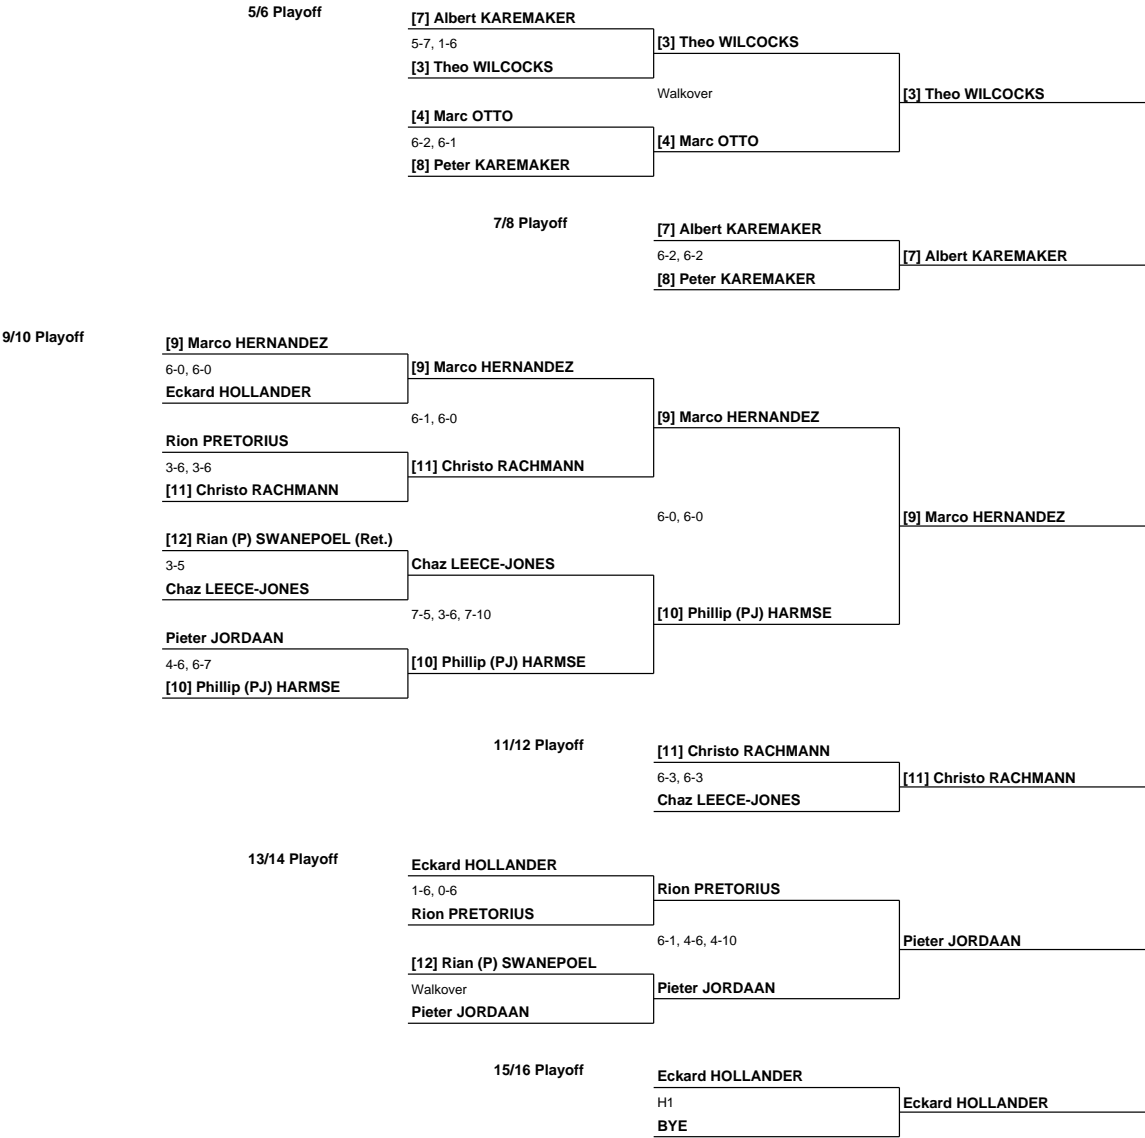 5/6 Playoff
[7] Albert KAREMAKER
5-7, 1-6
[3] Theo WILCOCKS
[3] Theo WILCOCKS
Walkover
[3] Theo WILCOCKS
[4] Marc OTTO
6-2, 6-1
[4] Marc OTTO
[8] Peter KAREMAKER
7/8 Playoff
[7] Albert KAREMAKER
6-2, 6-2
[7] Albert KAREMAKER
[8] Peter KAREMAKER
9/10 Playoff
[9] Marco HERNANDEZ
6-0, 6-0
[9] Marco HERNANDEZ
Eckard HOLLANDER
6-1, 6-0
[9] Marco HERNANDEZ
Rion PRETORIUS
3-6, 3-6
[11] Christo RACHMANN
[11] Christo RACHMANN
6-0, 6-0
[9] Marco HERNANDEZ
[12] Rian (P) SWANEPOEL (Ret.)
3-5
Chaz LEECE-JONES
Chaz LEECE-JONES
7-5, 3-6, 7-10
[10] Phillip (PJ) HARMSE
Pieter JORDAAN
4-6, 6-7
[10] Phillip (PJ) HARMSE
[10] Phillip (PJ) HARMSE
11/12 Playoff
[11] Christo RACHMANN
6-3, 6-3
[11] Christo RACHMANN
Chaz LEECE-JONES
13/14 Playoff
Eckard HOLLANDER
1-6, 0-6
Rion PRETORIUS
Rion PRETORIUS
6-1, 4-6, 4-10
Pieter JORDAAN
[12] Rian (P) SWANEPOEL
Walkover
Pieter JORDAAN
Pieter JORDAAN
15/16 Playoff
Eckard HOLLANDER
H1
Eckard HOLLANDER
BYE